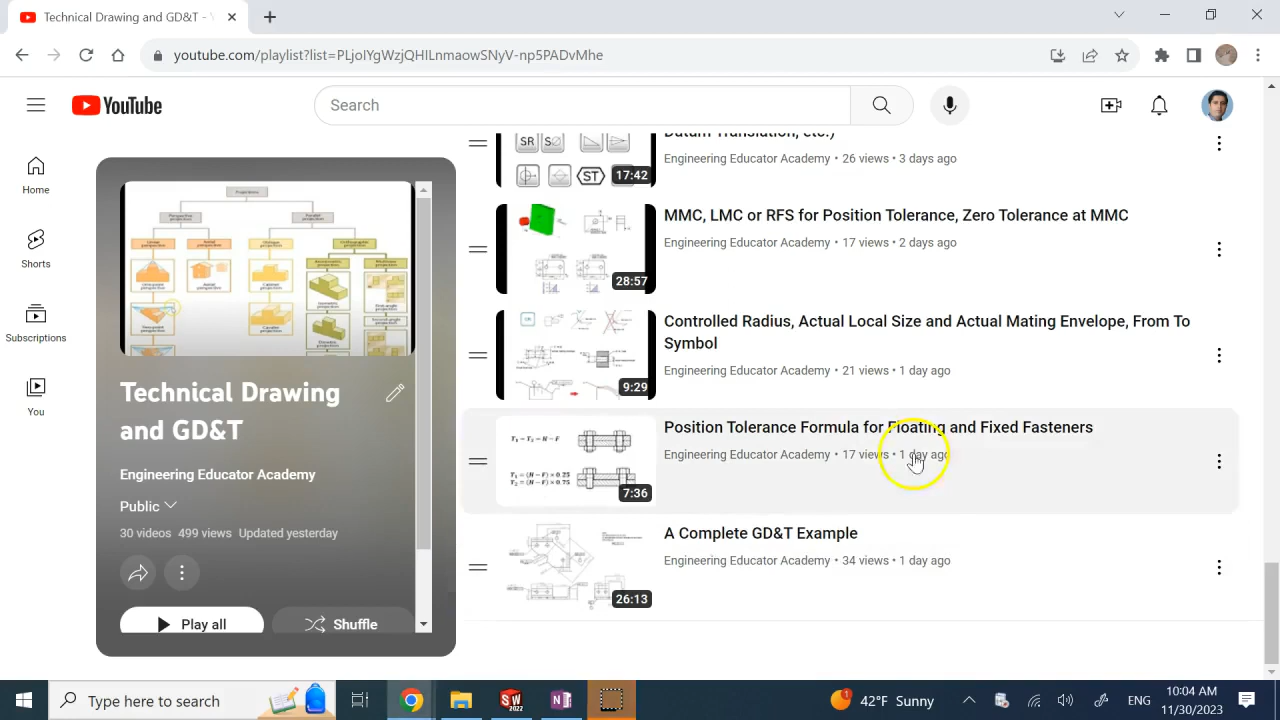 Technical Drawing and GD&T -
youtube.com/playlist?list=PLjoIYgWzjQHILnmaowSNyV-np5PADvMhe
YouTube
Search
Home
Shorts
Subscriptions
You
Technical Drawing
and GD&T
Engineering Educator Academy
Public
30 videos 499 views Updated yesterday
Play all
Shuffle
Datum Translation, etc.)
Engineering Educator Academy • 26 views • 3 days ago
SR
ST
17:42
MMC, LMC or RFS for Position Tolerance, Zero Tolerance at MMC
Engineering Educator Academy • 17 views • 2 days ago
28:57
Controlled Radius, Actual Local Size and Actual Mating Envelope, From To
Symbol
Engineering Educator Academy • 21 views • 1 day ago
9:29
Position Tolerance Formula for Floating and Fixed Fasteners
Engineering Educator Academy • 17 views • 1 day ago
7:36
A Complete GD&T Example
Engineering Educator Academy • 34 views • 1 day ago
26:13
Type here to search
SW
2022
1
42°F Sunny
ENG
10:04 AM
11/30/2023